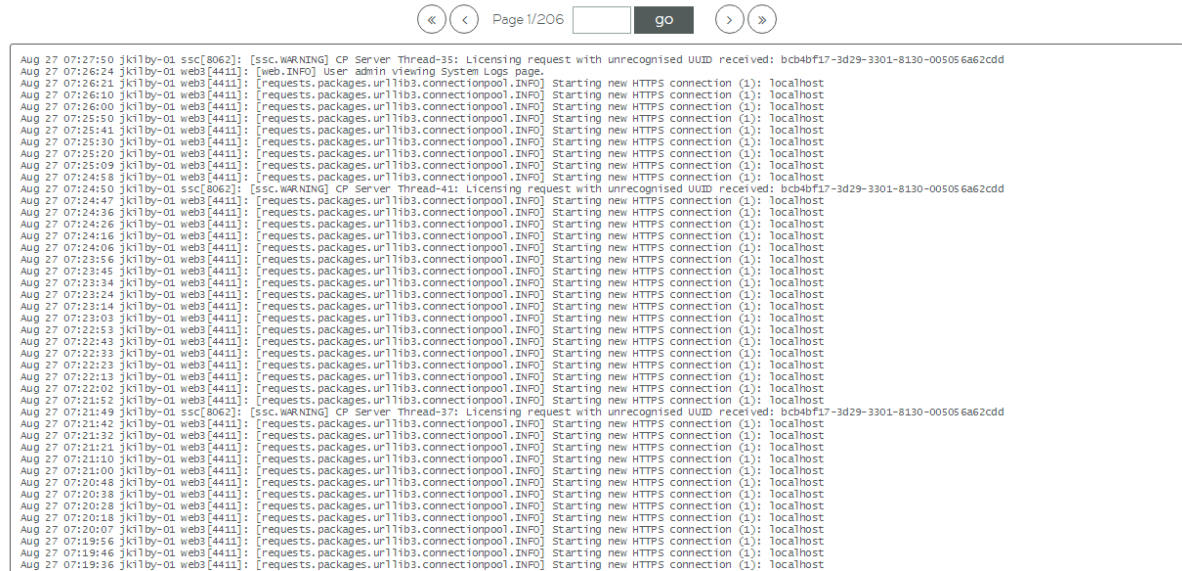 « ‹ Page 1/206 go › »
Aug 27 07:27:50 jkilby-01 ssc[8062]: [ssc.WARNING] CP Server Thread-35: Licensing request with unrecognised UUID received: bcb4bf17-3d29-3301-8130-005056a62cdd
Aug 27 07:26:24 jkilby-01 web3[4411]: [web.INFO] User admin viewing System Logs page.
Aug 27 07:26:21 jkilby-01 web3[4411]: [requests.packages.urllib3.connectionpool.INFO] Starting new HTTPS connection (1): localhost
Aug 27 07:26:10 jkilby-01 web3[4411]: [requests.packages.urllib3.connectionpool.INFO] Starting new HTTPS connection (1): localhost
Aug 27 07:26:00 jkilby-01 web3[4411]: [requests.packages.urllib3.connectionpool.INFO] Starting new HTTPS connection (1): localhost
Aug 27 07:25:50 jkilby-01 web3[4411]: [requests.packages.urllib3.connectionpool.INFO] Starting new HTTPS connection (1): localhost
Aug 27 07:25:41 jkilby-01 web3[4411]: [requests.packages.urllib3.connectionpool.INFO] Starting new HTTPS connection (1): localhost
Aug 27 07:25:30 jkilby-01 web3[4411]: [requests.packages.urllib3.connectionpool.INFO] Starting new HTTPS connection (1): localhost
Aug 27 07:25:20 jkilby-01 web3[4411]: [requests.packages.urllib3.connectionpool.INFO] Starting new HTTPS connection (1): localhost
Aug 27 07:25:09 jkilby-01 web3[4411]: [requests.packages.urllib3.connectionpool.INFO] Starting new HTTPS connection (1): localhost
Aug 27 07:24:58 jkilby-01 web3[4411]: [requests.packages.urllib3.connectionpool.INFO] Starting new HTTPS connection (1): localhost
Aug 27 07:24:50 jkilby-01 ssc[8062]: [ssc.WARNING] CP Server Thread-41: Licensing request with unrecognised UUID received: bcb4bf17-3d29-3301-8130-005056a62cdd
Aug 27 07:24:47 jkilby-01 web3[4411]: [requests.packages.urllib3.connectionpool.INFO] Starting new HTTPS connection (1): localhost
Aug 27 07:24:36 jkilby-01 web3[4411]: [requests.packages.urllib3.connectionpool.INFO] Starting new HTTPS connection (1): localhost
Aug 27 07:24:26 jkilby-01 web3[4411]: [requests.packages.urllib3.connectionpool.INFO] Starting new HTTPS connection (1): localhost
Aug 27 07:24:16 jkilby-01 web3[4411]: [requests.packages.urllib3.connectionpool.INFO] Starting new HTTPS connection (1): localhost
Aug 27 07:24:06 jkilby-01 web3[4411]: [requests.packages.urllib3.connectionpool.INFO] Starting new HTTPS connection (1): localhost
Aug 27 07:23:56 jkilby-01 web3[4411]: [requests.packages.urllib3.connectionpool.INFO] Starting new HTTPS connection (1): localhost
Aug 27 07:23:45 jkilby-01 web3[4411]: [requests.packages.urllib3.connectionpool.INFO] Starting new HTTPS connection (1): localhost
Aug 27 07:23:34 jkilby-01 web3[4411]: [requests.packages.urllib3.connectionpool.INFO] Starting new HTTPS connection (1): localhost
Aug 27 07:23:24 jkilby-01 web3[4411]: [requests.packages.urllib3.connectionpool.INFO] Starting new HTTPS connection (1): localhost
Aug 27 07:23:14 jkilby-01 web3[4411]: [requests.packages.urllib3.connectionpool.INFO] Starting new HTTPS connection (1): localhost
Aug 27 07:23:03 jkilby-01 web3[4411]: [requests.packages.urllib3.connectionpool.INFO] Starting new HTTPS connection (1): localhost
Aug 27 07:22:53 jkilby-01 web3[4411]: [requests.packages.urllib3.connectionpool.INFO] Starting new HTTPS connection (1): localhost
Aug 27 07:22:43 jkilby-01 web3[4411]: [requests.packages.urllib3.connectionpool.INFO] Starting new HTTPS connection (1): localhost
Aug 27 07:22:33 jkilby-01 web3[4411]: [requests.packages.urllib3.connectionpool.INFO] Starting new HTTPS connection (1): localhost
Aug 27 07:22:23 jkilby-01 web3[4411]: [requests.packages.urllib3.connectionpool.INFO] Starting new HTTPS connection (1): localhost
Aug 27 07:22:13 jkilby-01 web3[4411]: [requests.packages.urllib3.connectionpool.INFO] Starting new HTTPS connection (1): localhost
Aug 27 07:22:02 jkilby-01 web3[4411]: [requests.packages.urllib3.connectionpool.INFO] Starting new HTTPS connection (1): localhost
Aug 27 07:21:52 jkilby-01 web3[4411]: [requests.packages.urllib3.connectionpool.INFO] Starting new HTTPS connection (1): localhost
Aug 27 07:21:49 jkilby-01 ssc[8062]: [ssc.WARNING] CP Server Thread-37: Licensing request with unrecognised UUID received: bcb4bf17-3d29-3301-8130-005056a62cdd
Aug 27 07:21:42 jkilby-01 web3[4411]: [requests.packages.urllib3.connectionpool.INFO] Starting new HTTPS connection (1): localhost
Aug 27 07:21:32 jkilby-01 web3[4411]: [requests.packages.urllib3.connectionpool.INFO] Starting new HTTPS connection (1): localhost
Aug 27 07:21:21 jkilby-01 web3[4411]: [requests.packages.urllib3.connectionpool.INFO] Starting new HTTPS connection (1): localhost
Aug 27 07:21:10 jkilby-01 web3[4411]: [requests.packages.urllib3.connectionpool.INFO] Starting new HTTPS connection (1): localhost
Aug 27 07:21:00 jkilby-01 web3[4411]: [requests.packages.urllib3.connectionpool.INFO] Starting new HTTPS connection (1): localhost
Aug 27 07:20:48 jkilby-01 web3[4411]: [requests.packages.urllib3.connectionpool.INFO] Starting new HTTPS connection (1): localhost
Aug 27 07:20:38 jkilby-01 web3[4411]: [requests.packages.urllib3.connectionpool.INFO] Starting new HTTPS connection (1): localhost
Aug 27 07:20:28 jkilby-01 web3[4411]: [requests.packages.urllib3.connectionpool.INFO] Starting new HTTPS connection (1): localhost
Aug 27 07:20:18 jkilby-01 web3[4411]: [requests.packages.urllib3.connectionpool.INFO] Starting new HTTPS connection (1): localhost
Aug 27 07:20:07 jkilby-01 web3[4411]: [requests.packages.urllib3.connectionpool.INFO] Starting new HTTPS connection (1): localhost
Aug 27 07:19:56 jkilby-01 web3[4411]: [requests.packages.urllib3.connectionpool.INFO] Starting new HTTPS connection (1): localhost
Aug 27 07:19:46 jkilby-01 web3[4411]: [requests.packages.urllib3.connectionpool.INFO] Starting new HTTPS connection (1): localhost
Aug 27 07:19:36 jkilby-01 web3[4411]: [requests.packages.urllib3.connectionpool.INFO] Starting new HTTPS connection (1): localhost